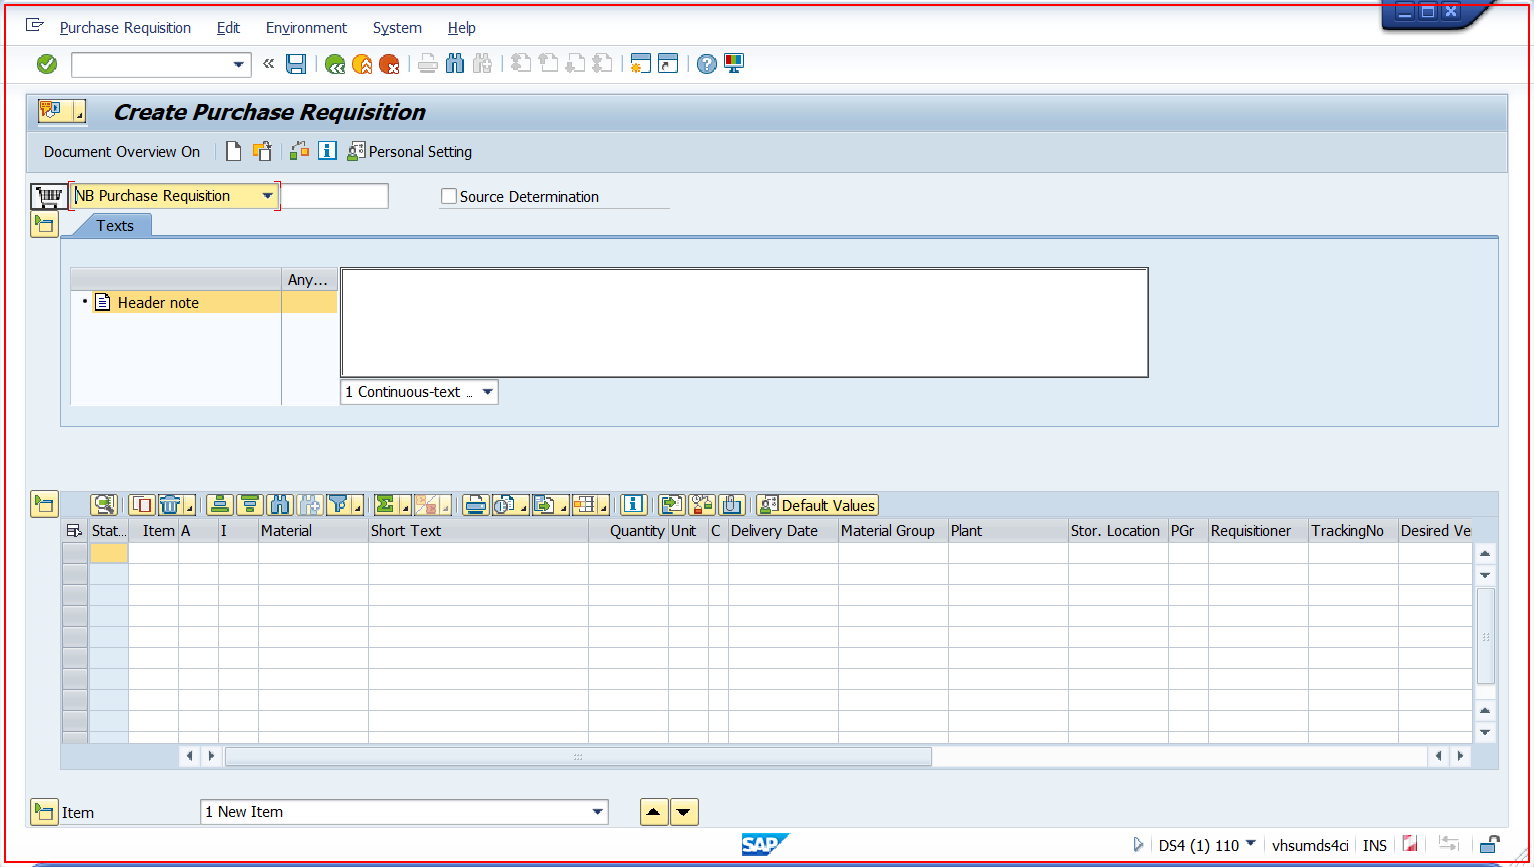 Purchase Requisition Edit Environment System Help
Create Purchase Requisition
Document Overview On Personal Setting
NB Purchase Requisition Source Determination
Texts
Any...
Header note
1 Continuous-text ...
Default Values
Stat... Item A I Material Short Text Quantity Unit C Delivery Date Material Group Plant Stor. Location PGr Requisitioner TrackingNo Desired Ve
Item 1 New Item
SAP
DS4 (1) 110 vhsumds4ci INS